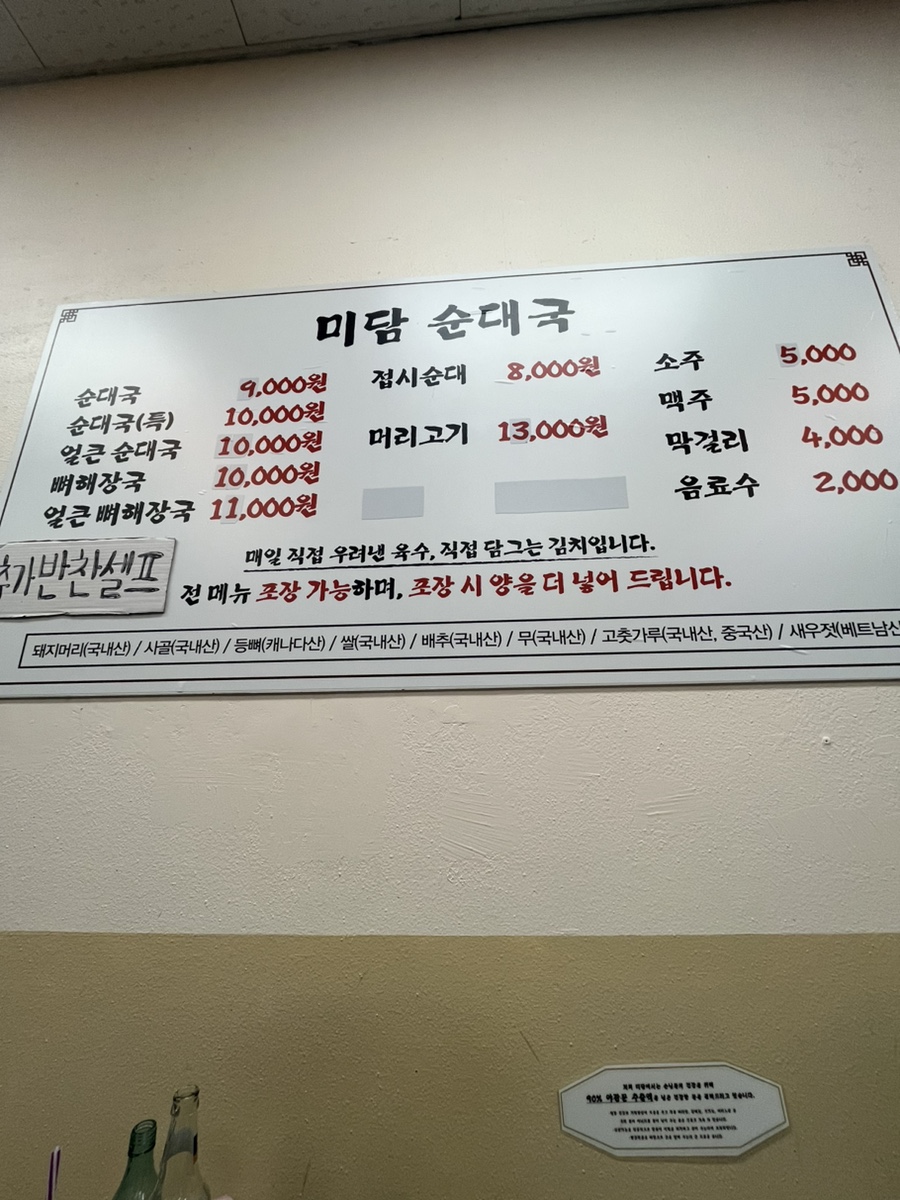 미담 순대국
순대국 9,000원
순대국(특) 10,000원
얼큰 순대국 10,000원
뼈해장국 10,000원
얼큰 뼈해장국 11,000원
접시순대 8,000원
머리고기 13,000원
소주 5,000
맥주 5,000
막걸리 4,000
음료수 2,000
추가반찬셀프
매일 직접 우려낸 육수, 직접 담그는 김치입니다.
전 메뉴 포장 가능하며, 포장 시 양을 더 넣어 드립니다.
돼지머리(국내산) / 사골(국내산) / 등뼈(캐나다산) / 쌀(국내산) / 배추(국내산) / 무(국내산) / 고춧가루(국내산, 중국산) / 새우젓(베트남산